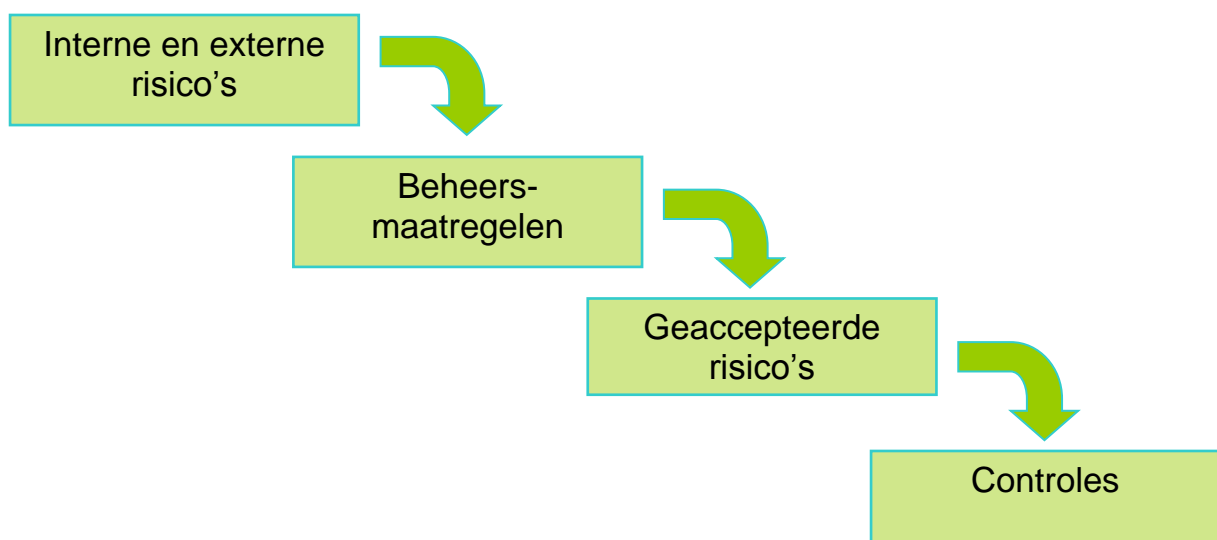 Interne en externe
risico’s
Beheers-
maatregelen
Geaccepteerde
risico’s
Controles